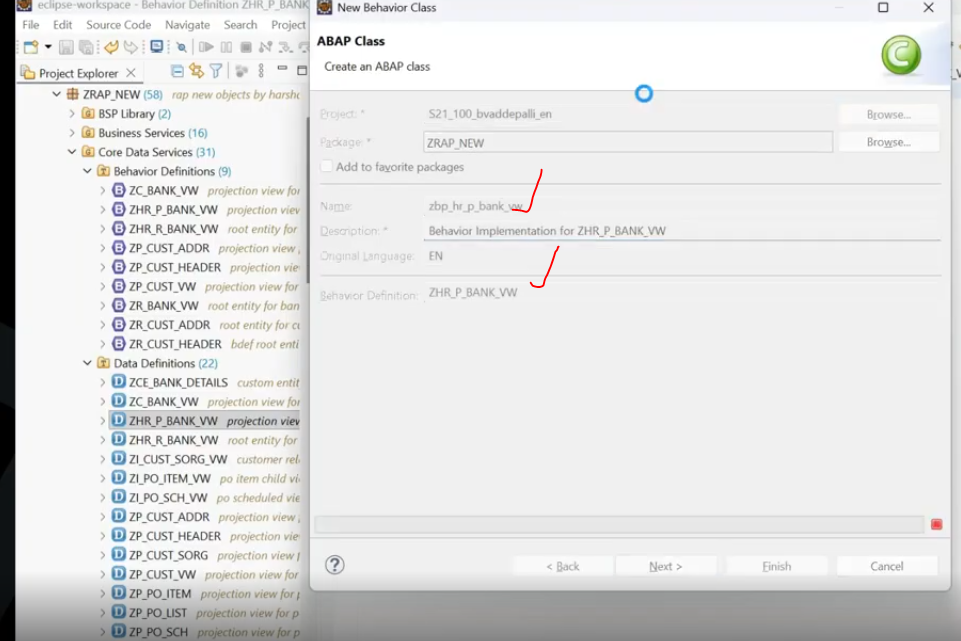 eclipse-workspace - Behavior Definition ZHR_P_BANK
File Edit Source Code Navigate Search Project
Project Explorer
ZRAP_NEW (58) rap new objects by harsh
BSP Library (2)
Business Services (16)
Core Data Services (31)
Behavior Definitions (9)
ZC_BANK_VW projection view for
ZHR_P_BANK_VW projection view
ZHR_R_BANK_VW root entity for
ZP_CUST_ADDR projection view
ZP_CUST_HEADER projection vie
ZP_CUST_VW projection view for
ZR_BANK_VW root entity for ban
ZR_CUST_ADDR root entity for cu
ZR_CUST_HEADER bdef root enti
Data Definitions (22)
ZCE_BANK_DETAILS custom entit
ZC_BANK_VW projection view for
ZHR_P_BANK_VW projection view
ZHR_R_BANK_VW root entity for
ZI_CUST_SORG_VW customer rel
ZI_PO_ITEM_VW po item child vi
ZI_PO_SCH_VW po scheduled vie
ZP_CUST_ADDR projection view
ZP_CUST_HEADER projection vie
ZP_CUST_SORG projection view f
ZP_CUST_VW projection view for
ZP_PO_ITEM projection view for p
ZP_PO_LIST projection view for p
ZP_PO_SCH projection view for p
New Behavior Class
ABAP Class
Create an ABAP class
Project: * S21_100_bvaddepalli_en Browse...
Package: * ZRAP_NEW Browse...
Add to favorite packages
Name: zbp_hr_p_bank_vw
Description: * Behavior Implementation for ZHR_P_BANK_VW
Original Language: EN
Behavior Definition: ZHR_P_BANK_VW
< Back Next > Finish Cancel